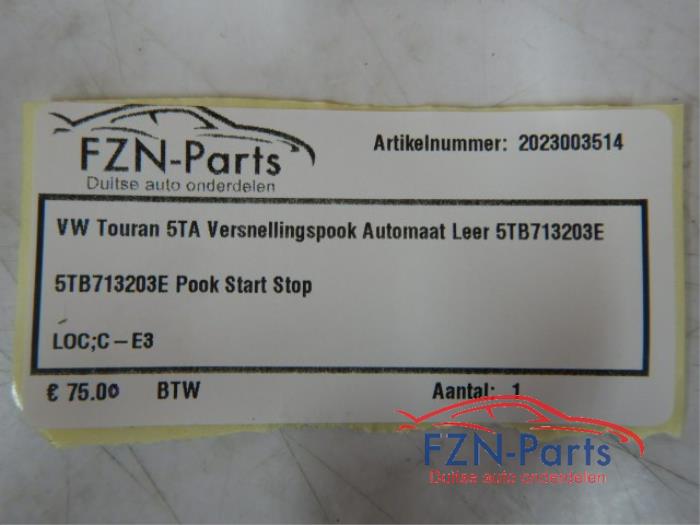 FZN-Parts
Duitse auto onderdelen
Artikelnummer: 2023003514
VW Touran 5TA Versnellingspook Automaat Leer 5TB713203E
5TB713203E Pook Start Stop
LOC;C-E3
€ 75.00 BTW Aantal: 1
FZN-Parts
Duitse auto onderdelen